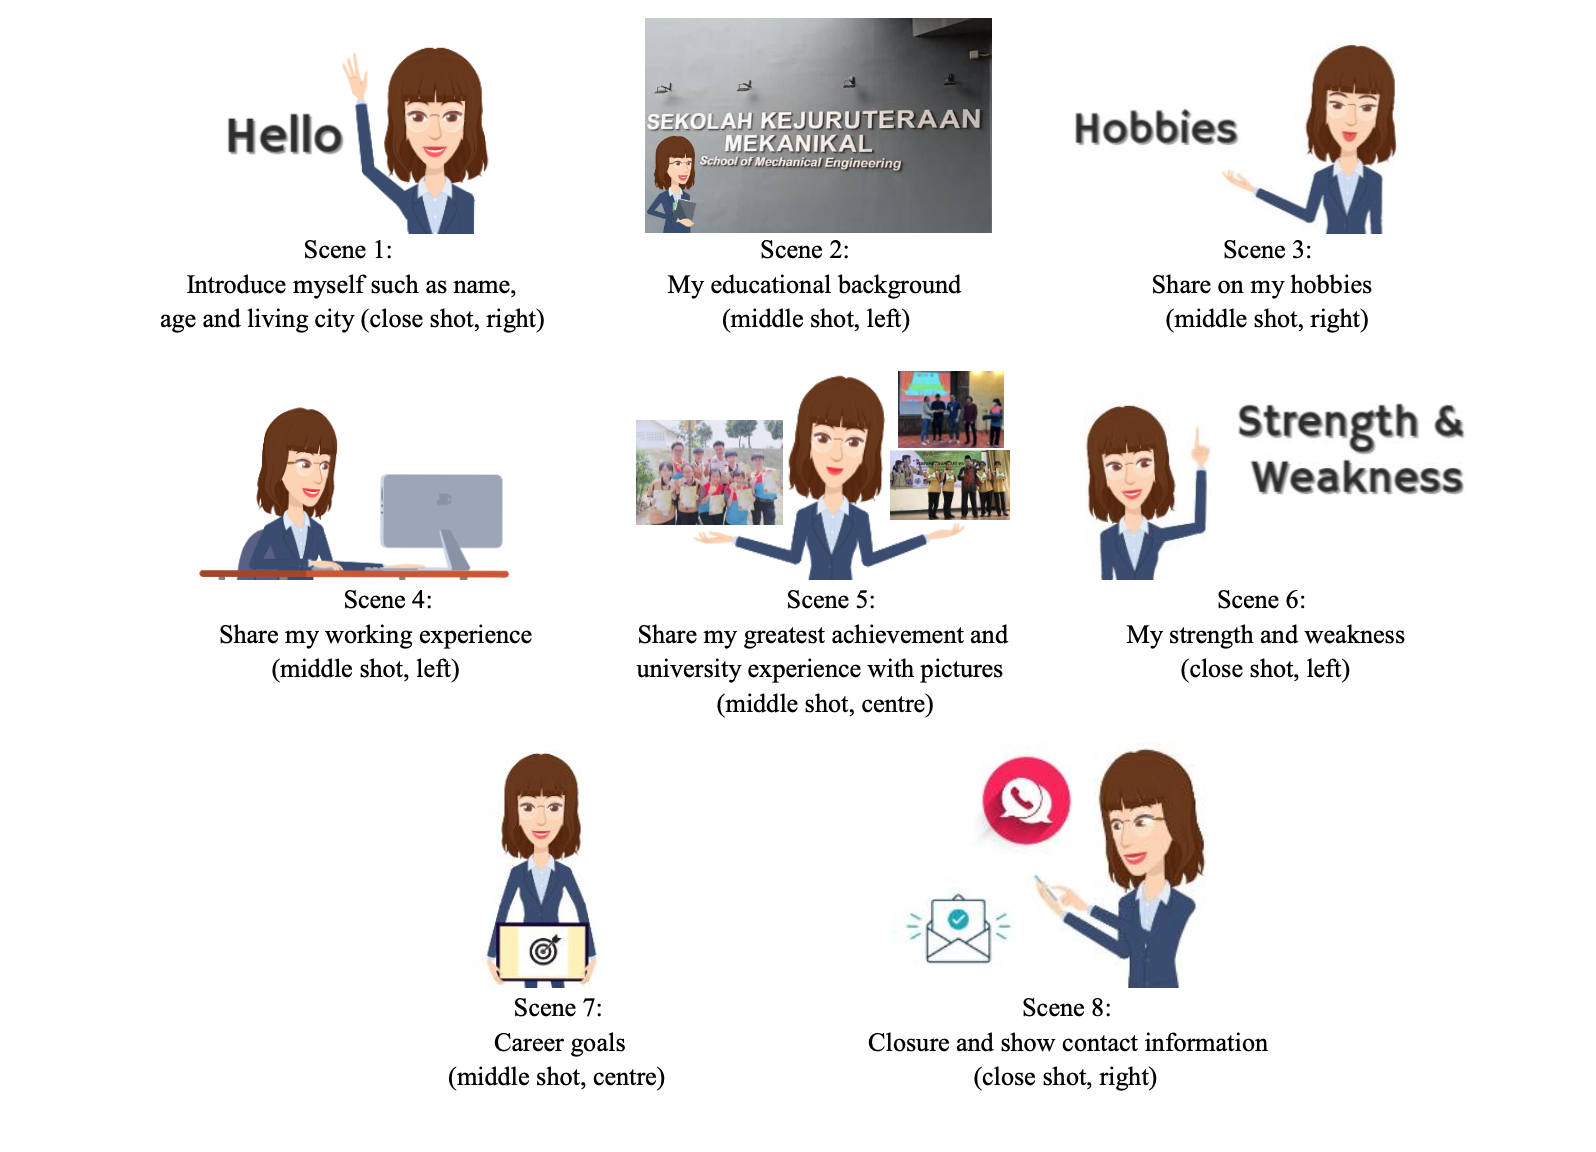 Hello
SEKOLAH KEJURUTERAAN
MEKANIKAL
School of Mechanical Engineering
Hobbies
Scene 1:
Introduce myself such as name,
age and living city (close shot, right)
Scene 2:
My educational background
(middle shot, left)
Scene 3:
Share on my hobbies
(middle shot, right)
Strength &
Weakness
Scene 4:
Share my working experience
(middle shot, left)
Scene 5:
Share my greatest achievement and
university experience with pictures
(middle shot, centre)
Scene 6:
My strength and weakness
(close shot, left)
Scene 7:
Career goals
(middle shot, centre)
Scene 8:
Closure and show contact information
(close shot, right)